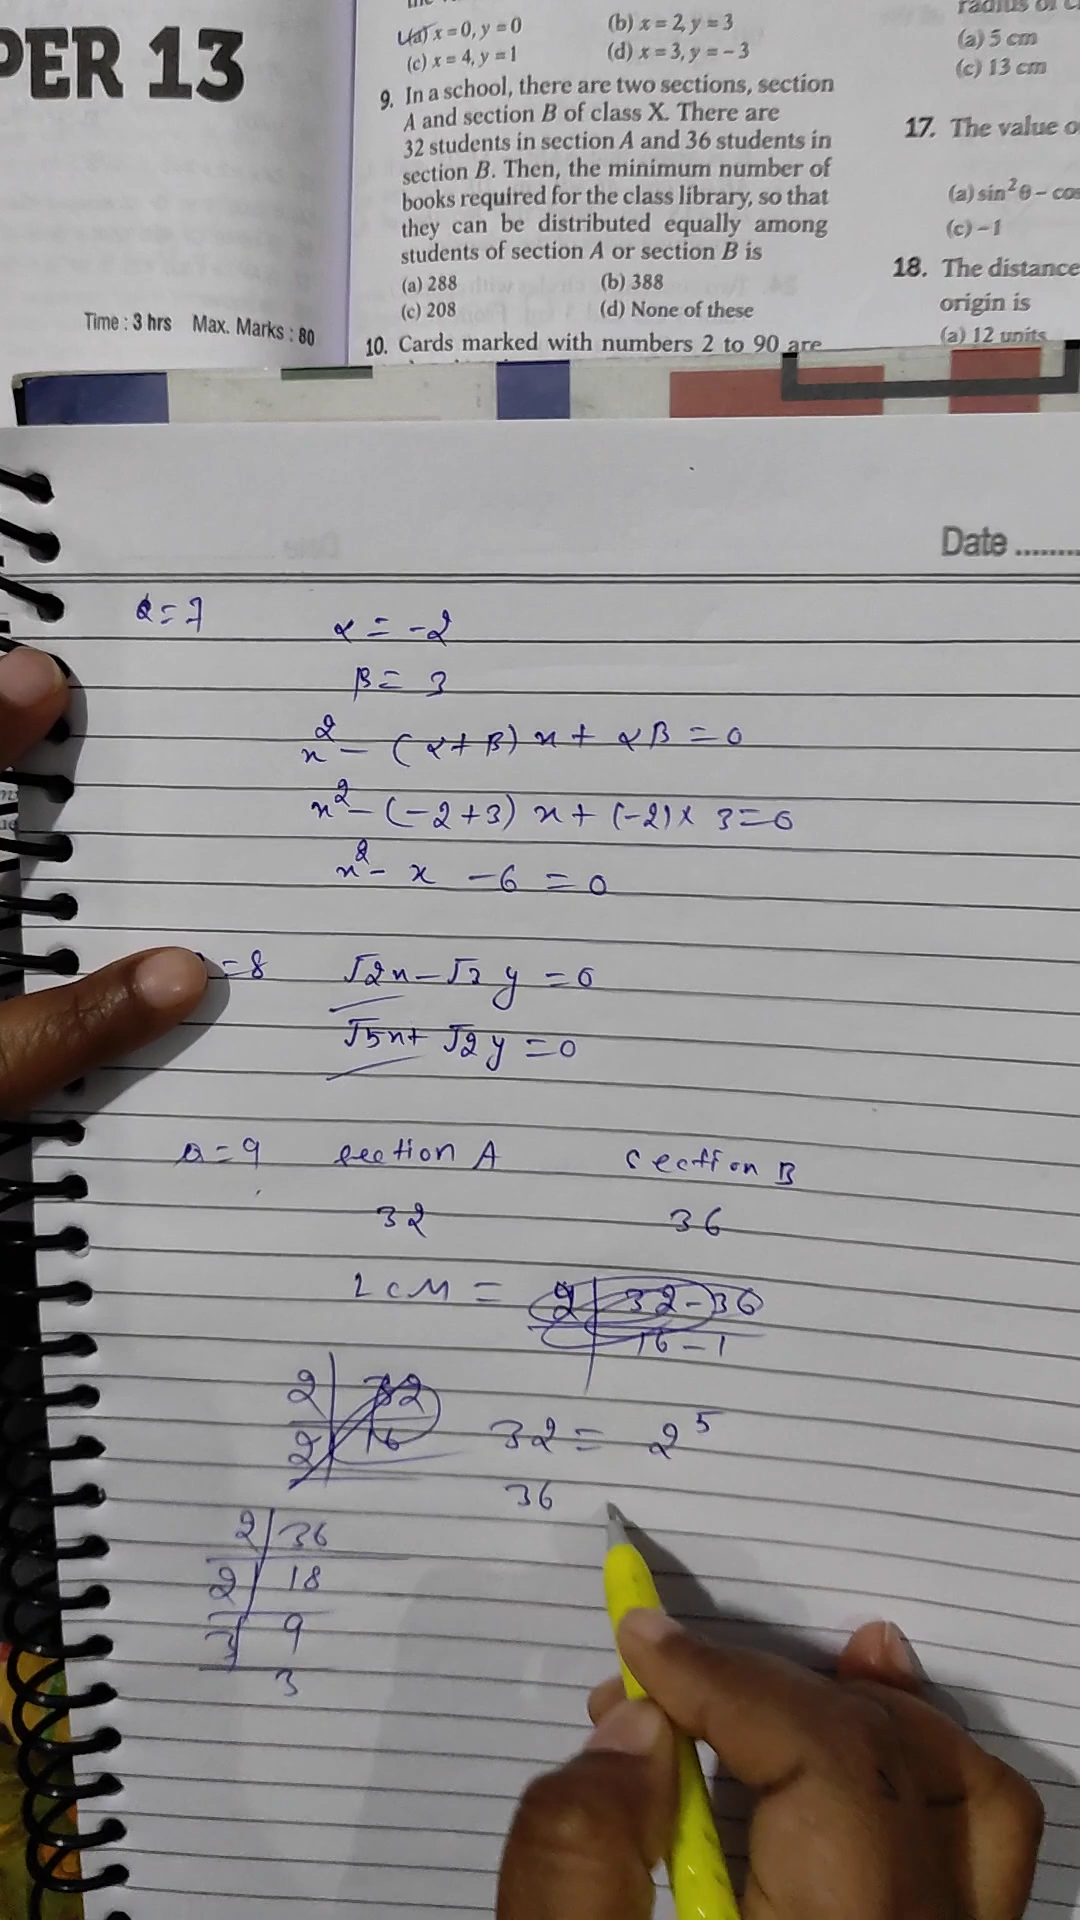 PER 13
Time : 3 hrs Max. Marks : 80
(a) x = 0, y = 0 (b) x = 2, y = 3
(c) x = 4, y = 1 (d) x = 3, y = – 3
9. In a school, there are two sections, section
A and section B of class X. There are
32 students in section A and 36 students in
section B. Then, the minimum number of
books required for the class library, so that
they can be distributed equally among
students of section A or section B is
(a) 288 (b) 388
(c) 208 (d) None of these
10. Cards marked with numbers 2 to 90 are
radius of
(a) 5 cm
(c) 13 cm
17. The value
(a) sin²θ – cos
(c) – 1
18. The distance
origin is
(a) 12 units
Date ........
Q = 7 α = -2
β = 3
x² - (α + β) x + αβ = 0
x² - (-2 + 3) x + (-2) × 3 = 0
x² - x - 6 = 0
= 8 √2x - √3 y = 0
√5x + √2y = 0
Q = 9 section A section B
32 36
LCM = 2 | 32 - 36
16 - 1
2 | 32
2 | 16
32 = 2⁵
36
2 | 36
2 | 18
3 | 9
3